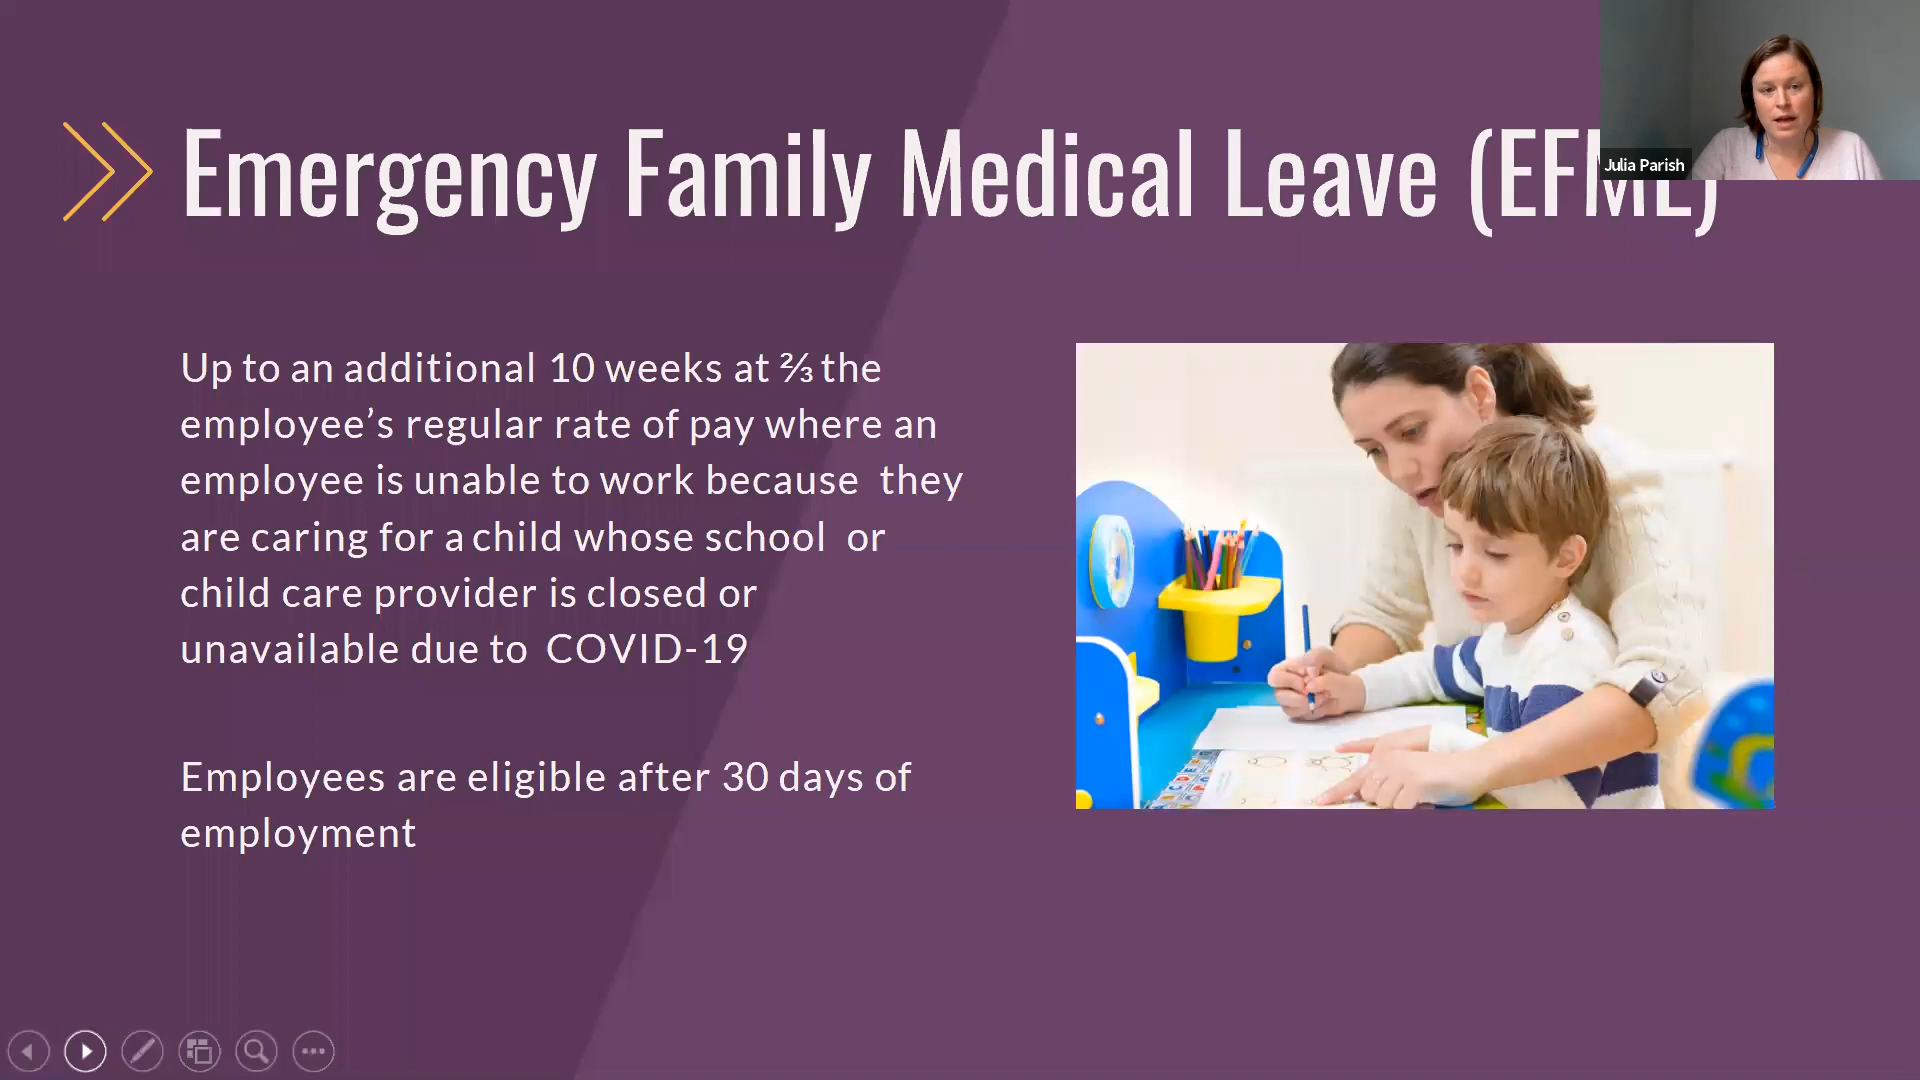 Emergency Family Medical Leave (EFML)
Julia Parish
Up to an additional 10 weeks at ⅔ the
employee’s regular rate of pay where an
employee is unable to work because they
are caring for a child whose school or
child care provider is closed or
unavailable due to COVID-19
Employees are eligible after 30 days of
employment